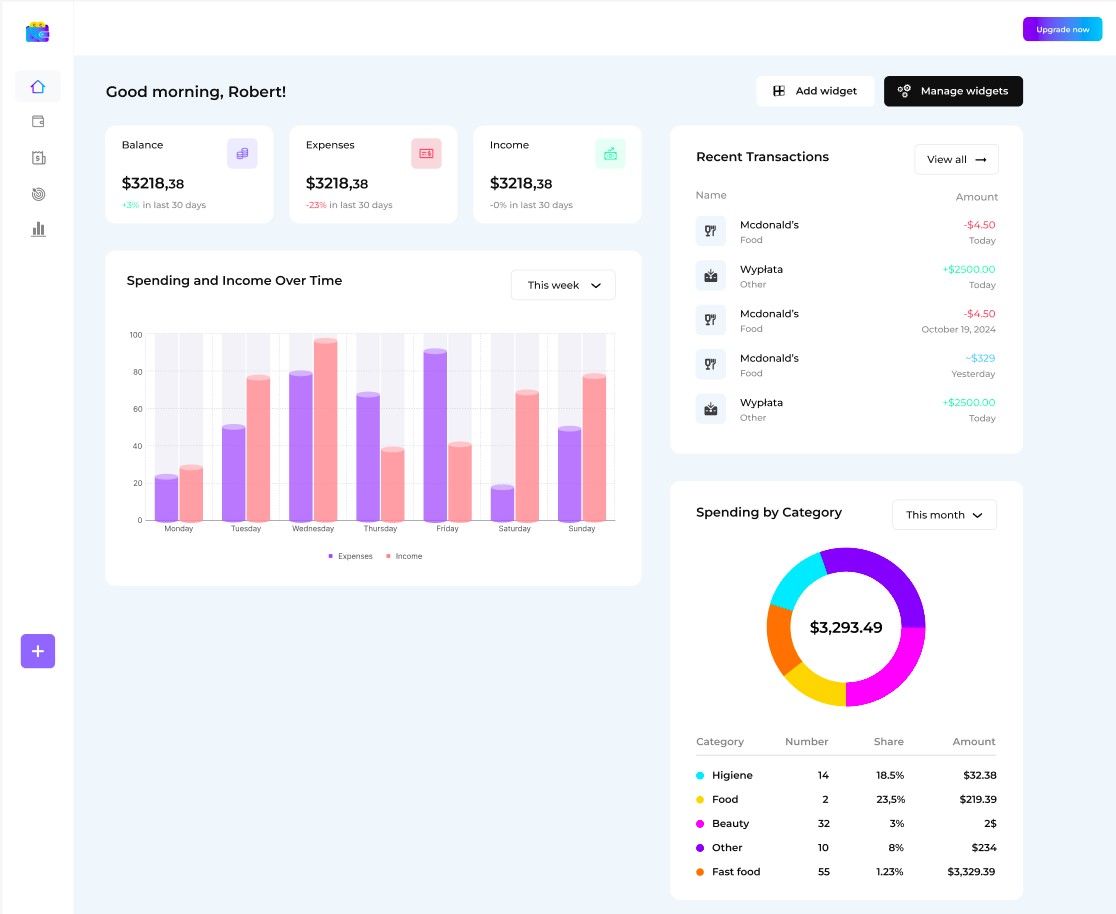 Upgrade now
Good morning, Robert!
Add widget
Manage widgets
Balance
$3218,38
+3% in last 30 days
Expenses
$3218,38
-23% in last 30 days
Income
$3218,38
-0% in last 30 days
Spending and Income Over Time
This week
100
80
60
40
20
0
Monday Tuesday Wednesday Thursday Friday Saturday Sunday
Expenses Income
Recent Transactions
View all
Name Amount
Mcdonald's -$4.50
Food Today
Wypłata +$2500.00
Other Today
Mcdonald's -$4.50
Food October 19, 2024
Mcdonald's ~$329
Food Yesterday
Wypłata +$2500.00
Other Today
Spending by Category
This month
$3,293.49
Category Number Share Amount
Higiene 14 18.5% $32.38
Food 2 23,5% $219.39
Beauty 32 3% 2$
Other 10 8% $234
Fast food 55 1.23% $3,329.39